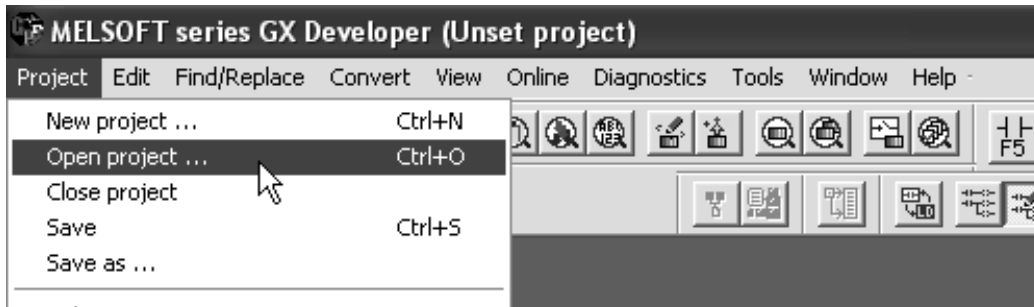 MELSOFT series GX Developer (Unset project)
Project Edit Find/Replace Convert View Online Diagnostics Tools Window Help
New project ... Ctrl+N
Open project ... Ctrl+O
Close project
Save Ctrl+S
Save as ...
F5